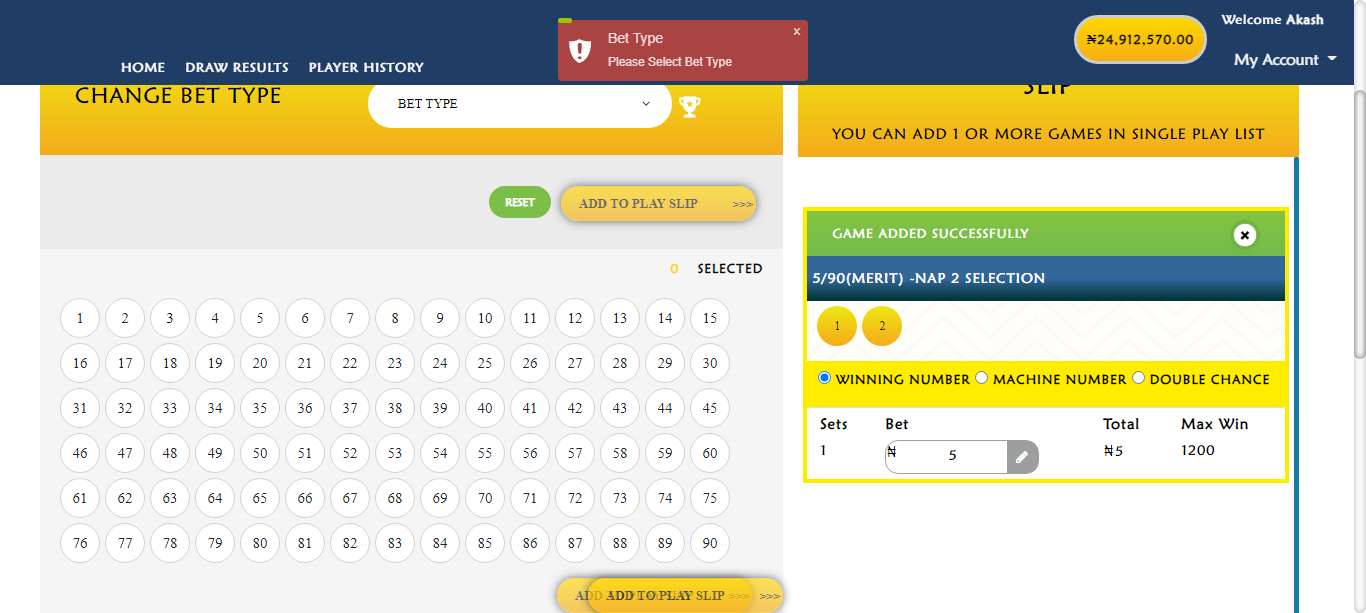 Bet Type
x
Please Select Bet Type
₦24,912,570.00
Welcome Akash
My Account
HOME DRAW RESULTS PLAYER HISTORY
CHANGE BET TYPE
BET TYPE
SLIP
YOU CAN ADD 1 OR MORE GAMES IN SINGLE PLAY LIST
RESET
ADD TO PLAY SLIP >>>
0 SELECTED
1 2 3 4 5 6 7 8 9 10 11 12 13 14 15
16 17 18 19 20 21 22 23 24 25 26 27 28 29 30
31 32 33 34 35 36 37 38 39 40 41 42 43 44 45
46 47 48 49 50 51 52 53 54 55 56 57 58 59 60
61 62 63 64 65 66 67 68 69 70 71 72 73 74 75
76 77 78 79 80 81 82 83 84 85 86 87 88 89 90
ADD TO PLAY SLIP >>>
GAME ADDED SUCCESSFULLY
5/90(MERIT) -NAP 2 SELECTION
1 2
WINNING NUMBER MACHINE NUMBER DOUBLE CHANCE
Sets Bet Total Max Win
1 ₦ 5 ₦5 1200